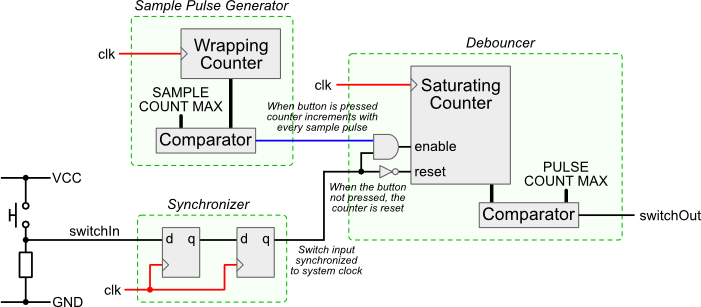 Sample Pulse Generator
clk
Wrapping
Counter
SAMPLE
COUNT MAX
Comparator
When button is pressed
counter increments with
every sample pulse
Debouncer
clk
Saturating
Counter
enable
reset
When the button
not pressed, the
counter is reset
PULSE
COUNT MAX
Comparator
switchOut
VCC
switchIn
GND
Synchronizer
d q
d q
clk
Switch input
synchronized
to system clock